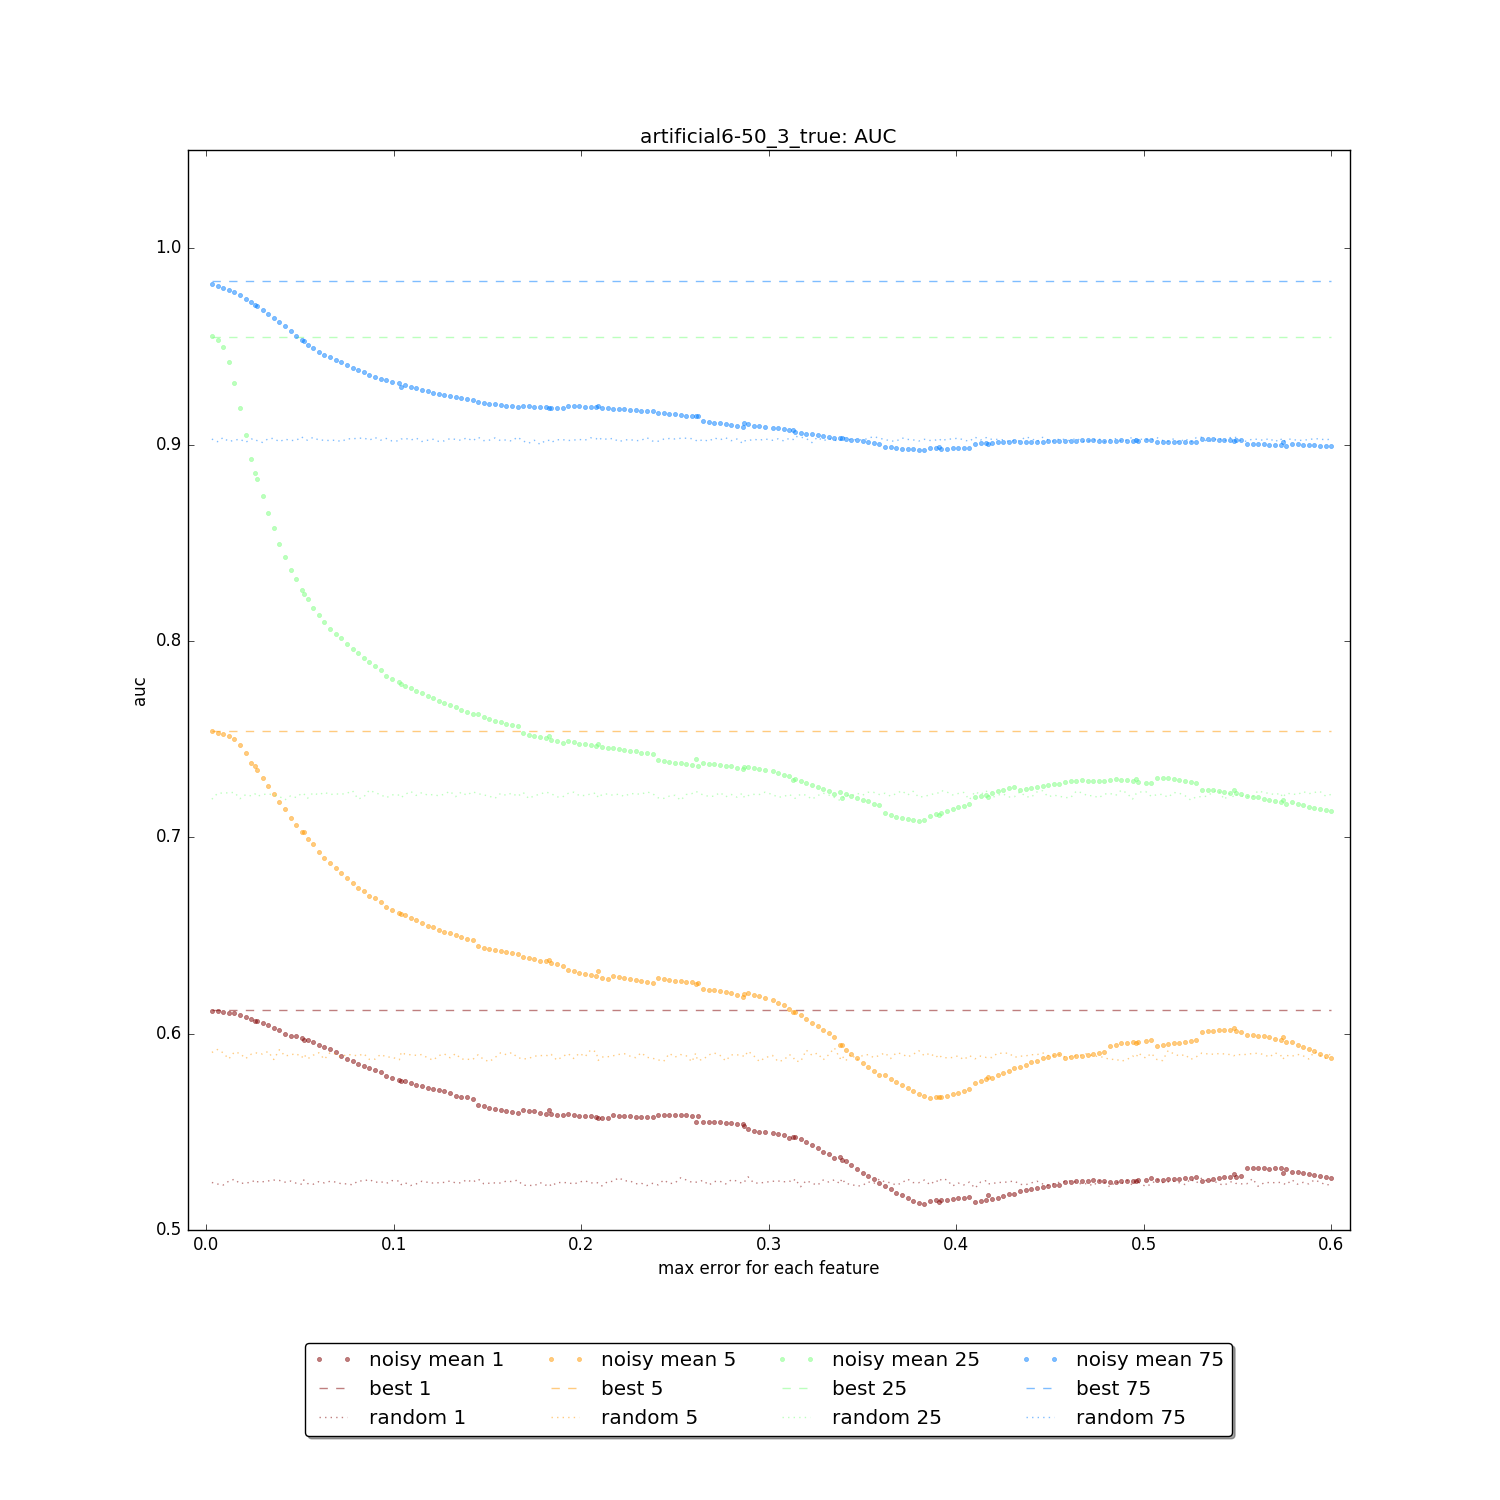 artificial6-50_3_true: AUC
1.0
0.9
0.8
0.7
0.6
0.5
auc
0.0 0.1 0.2 0.3 0.4 0.5 0.6
max error for each feature
noisy mean 1 noisy mean 5 noisy mean 25 noisy mean 75
best 1 best 5 best 25 best 75
random 1 random 5 random 25 random 75